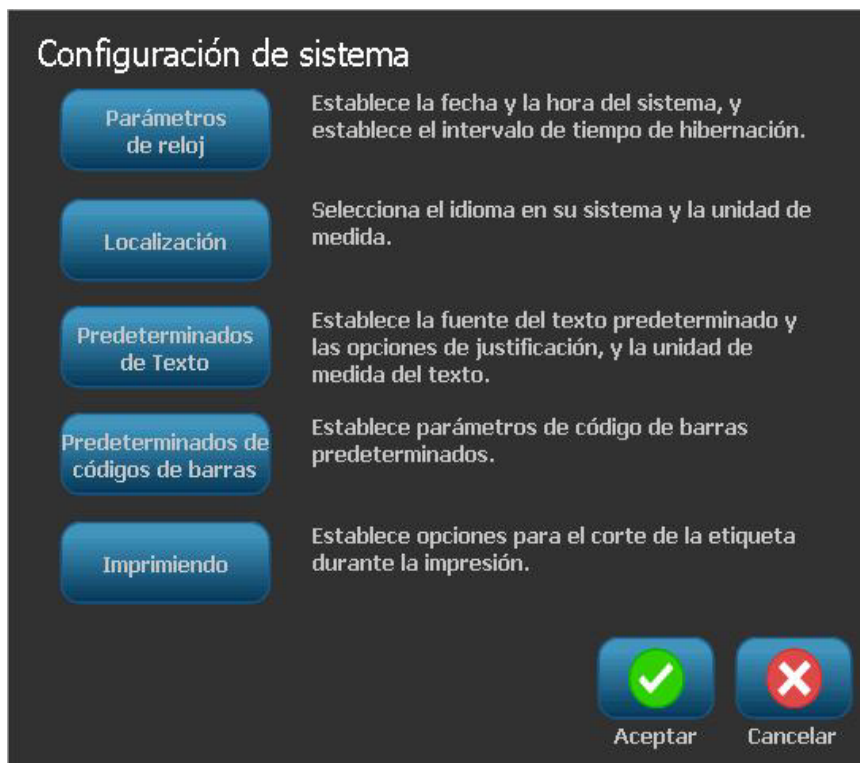 Configuración de sistema
Parámetros
de reloj
Establece la fecha y la hora del sistema, y
establece el intervalo de tiempo de hibernación.
Localización
Selecciona el idioma en su sistema y la unidad de
medida.
Predeterminados
de Texto
Establece la fuente del texto predeterminado y
las opciones de justificación, y la unidad de
medida del texto.
Predeterminados de
códigos de barras
Establece parámetros de código de barras
predeterminados.
Imprimiendo
Establece opciones para el corte de la etiqueta
durante la impresión.
Aceptar
Cancelar